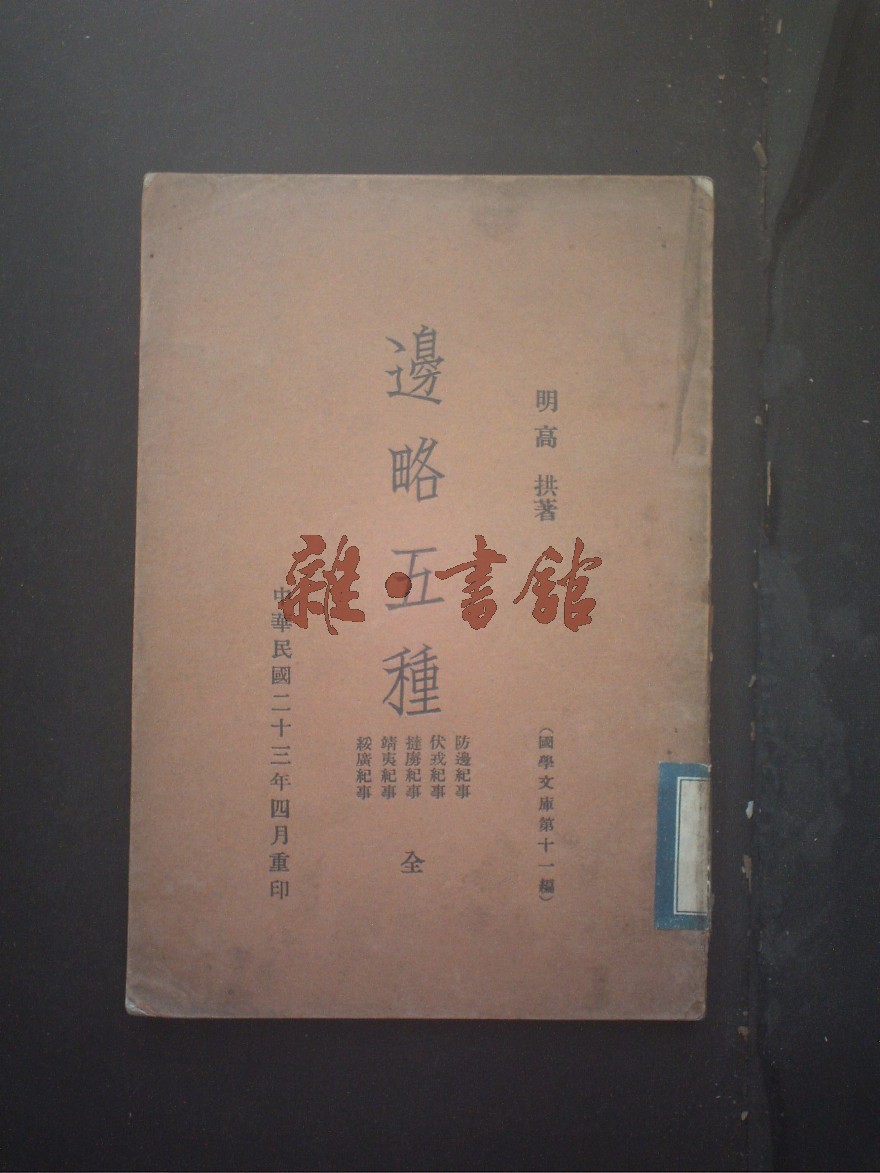 明高 拱著
(國學文庫第十一編)
邊略五種
防邊紀事
伏戎紀事
撻虜紀事
靖夷紀事
綏廣紀事
全
中華民國二十三年四月重印
雜·書館